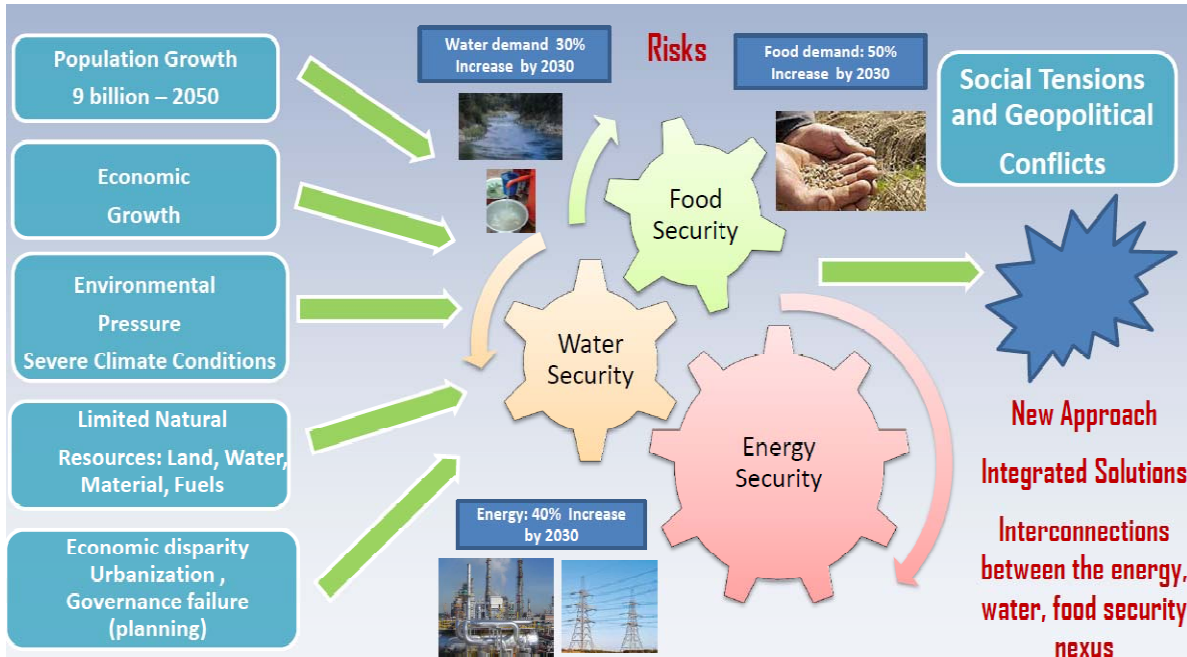 Population Growth
9 billion – 2050
Economic
Growth
Environmental
Pressure
Severe Climate Conditions
Limited Natural
Resources: Land, Water,
Material, Fuels
Economic disparity
Urbanization ,
Governance failure
(planning)
Water demand 30%
Increase by 2030
Risks
Food demand: 50%
Increase by 2030
Food
Security
Water
Security
Energy
Security
Energy: 40% Increase
by 2030
Social Tensions
and Geopolitical
Conflicts
New Approach
Integrated Solutions
Interconnections
between the energy,
water, food security
nexus